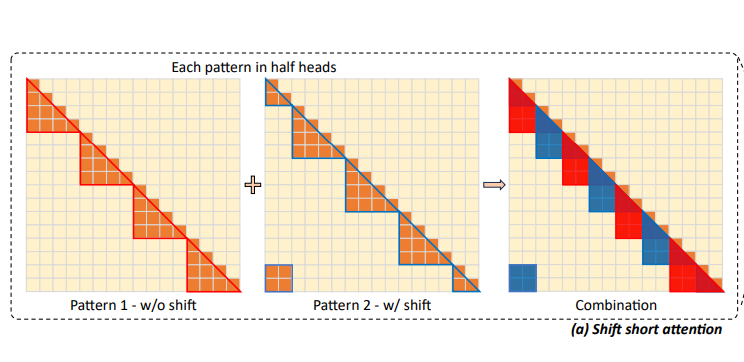 Each pattern in half heads
Pattern 1 - w/o shift
Pattern 2 - w/ shift
Combination
(a) Shift short attention